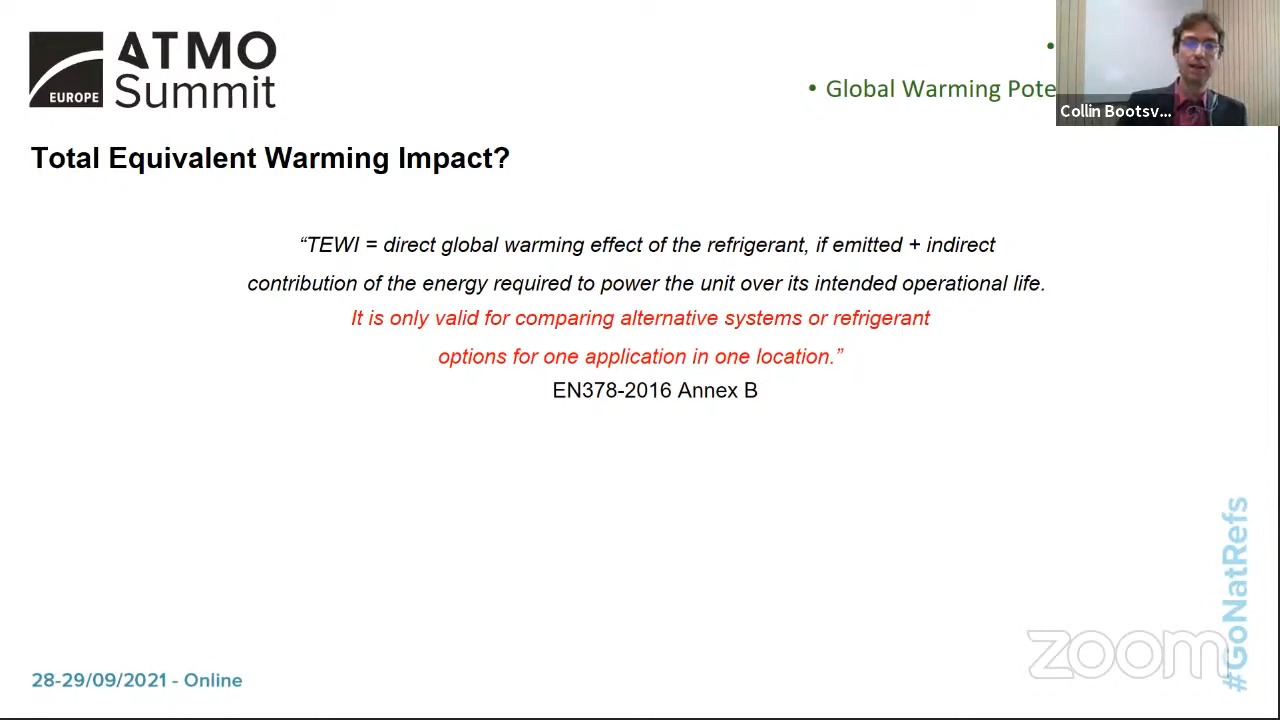 ATMO
EUROPE
Summit
•
• Global Warming Pote
Collin Bootsv...
Total Equivalent Warming Impact?
“TEWI = direct global warming effect of the refrigerant, if emitted + indirect
contribution of the energy required to power the unit over its intended operational life.
It is only valid for comparing alternative systems or refrigerant
options for one application in one location.”
EN378-2016 Annex B
#GoNatRefs
zoom
28-29/09/2021 - Online